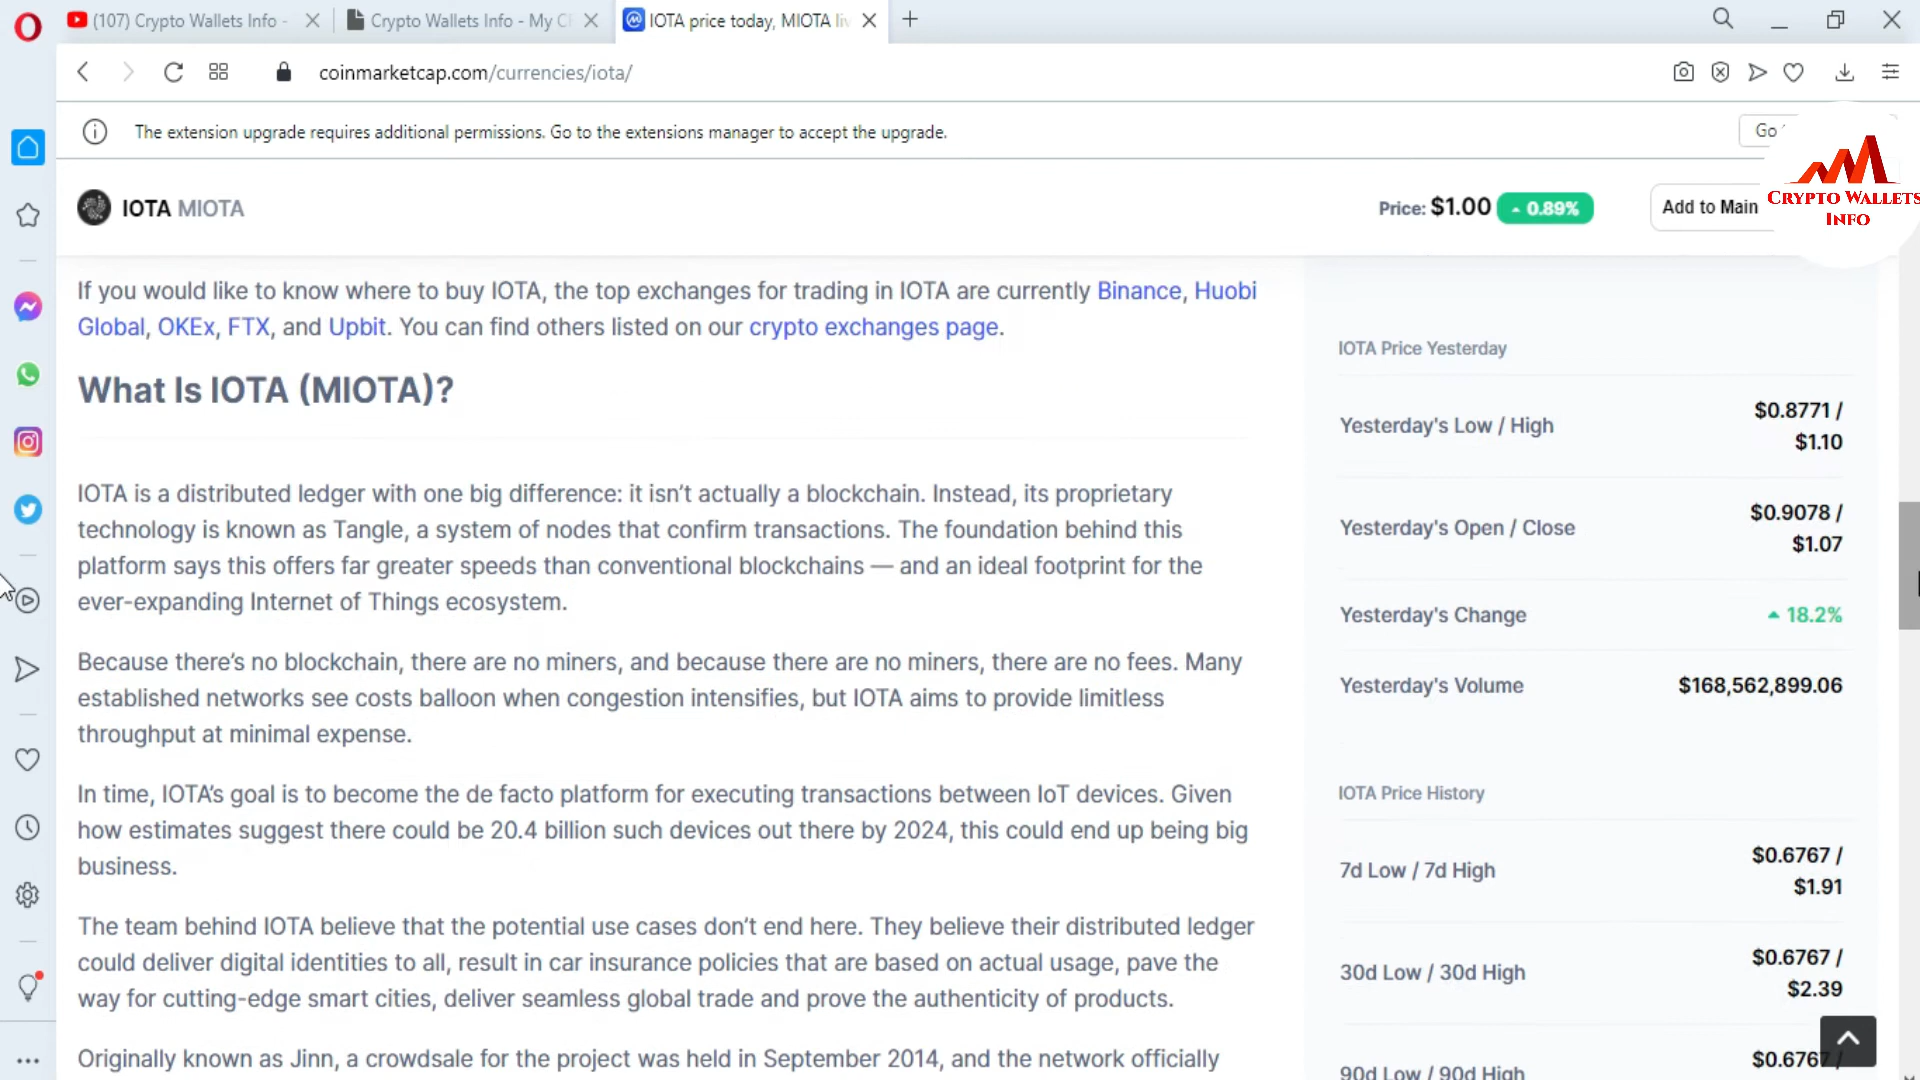 (107) Crypto Wallets Info -
Crypto Wallets Info - My C
IOTA price today, MIOTA li
coinmarketcap.com/currencies/iota/
The extension upgrade requires additional permissions. Go to the extensions manager to accept the upgrade.
Go
CRYPTO WALLETS
INFO
IOTA MIOTA
Price: $1.00 0.89%
Add to Main
If you would like to know where to buy IOTA, the top exchanges for trading in IOTA are currently Binance, Huobi
Global, OKEx, FTX, and Upbit. You can find others listed on our crypto exchanges page.
What Is IOTA (MIOTA)?
IOTA is a distributed ledger with one big difference: it isn’t actually a blockchain. Instead, its proprietary
technology is known as Tangle, a system of nodes that confirm transactions. The foundation behind this
platform says this offers far greater speeds than conventional blockchains — and an ideal footprint for the
ever-expanding Internet of Things ecosystem.
Because there’s no blockchain, there are no miners, and because there are no miners, there are no fees. Many
established networks see costs balloon when congestion intensifies, but IOTA aims to provide limitless
throughput at minimal expense.
In time, IOTA’s goal is to become the de facto platform for executing transactions between IoT devices. Given
how estimates suggest there could be 20.4 billion such devices out there by 2024, this could end up being big
business.
The team behind IOTA believe that the potential use cases don’t end here. They believe their distributed ledger
could deliver digital identities to all, result in car insurance policies that are based on actual usage, pave the
way for cutting-edge smart cities, deliver seamless global trade and prove the authenticity of products.
Originally known as Jinn, a crowdsale for the project was held in September 2014, and the network officially
IOTA Price Yesterday
Yesterday's Low / High
$0.8771 /
$1.10
Yesterday's Open / Close
$0.9078 /
$1.07
Yesterday's Change
18.2%
Yesterday's Volume
$168,562,899.06
IOTA Price History
7d Low / 7d High
$0.6767 /
$1.91
30d Low / 30d High
$0.6767 /
$2.39
90d Low / 90d High
$0.6767 /